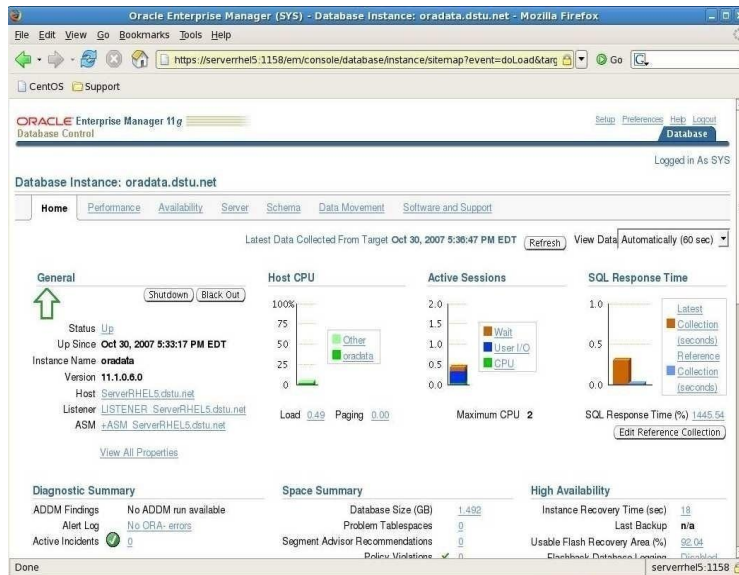 Oracle Enterprise Manager (SYS) - Database Instance: oradata.dstu.net - Mozilla Firefox
File Edit View Go Bookmarks Tools Help
https://serverrhel5:1158/em/console/database/instance/sitemap?event=doLoad&targ
Go
CentOS Support
ORACLE Enterprise Manager 11g
Database Control
Setup Preferences Help Logout
Database
Logged in As SYS
Database Instance: oradata.dstu.net
Home Performance Availability Server Schema Data Movement Software and Support
Latest Data Collected From Target Oct 30, 2007 5:36:47 PM EDT Refresh View Data Automatically (60 sec)
General
Shutdown Black Out
Status Up
Up Since Oct 30, 2007 5:33:17 PM EDT
Instance Name oradata
Version 11.1.0.6.0
Host ServerRHEL5.dstu.net
Listener LISTENER_ServerRHEL5.dstu.net
ASM +ASM_ServerRHEL5.dstu.net
View All Properties
Host CPU
100%
75
50
25
0
Other
oradata
Load 0.49 Paging 0.00
Active Sessions
2.0
1.5
1.0
0.5
0.0
Wait
User I/O
CPU
Maximum CPU 2
SQL Response Time
1.0
0.5
0.0
Latest
Collection
(seconds)
Reference
Collection
(seconds)
SQL Response Time (%) 1445.54
Edit Reference Collection
Diagnostic Summary
ADDM Findings No ADDM run available
Alert Log No ORA- errors
Active Incidents 0
Space Summary
Database Size (GB) 1.492
Problem Tablespaces 0
Segment Advisor Recommendations 0
Policy Violations 0
High Availability
Instance Recovery Time (sec) 18
Last Backup n/a
Usable Flash Recovery Area (%) 92.04
Flashback Database Logging Disabled
Done
serverrhel5:1158